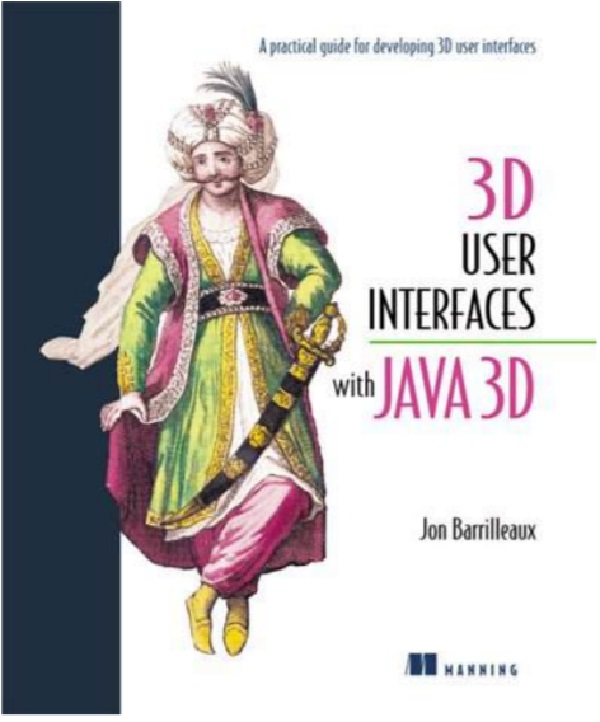 A practical guide for developing 3D user interfaces
3D
USER
INTERFACES
with JAVA 3D
Jon Barrilleaux
MANNING